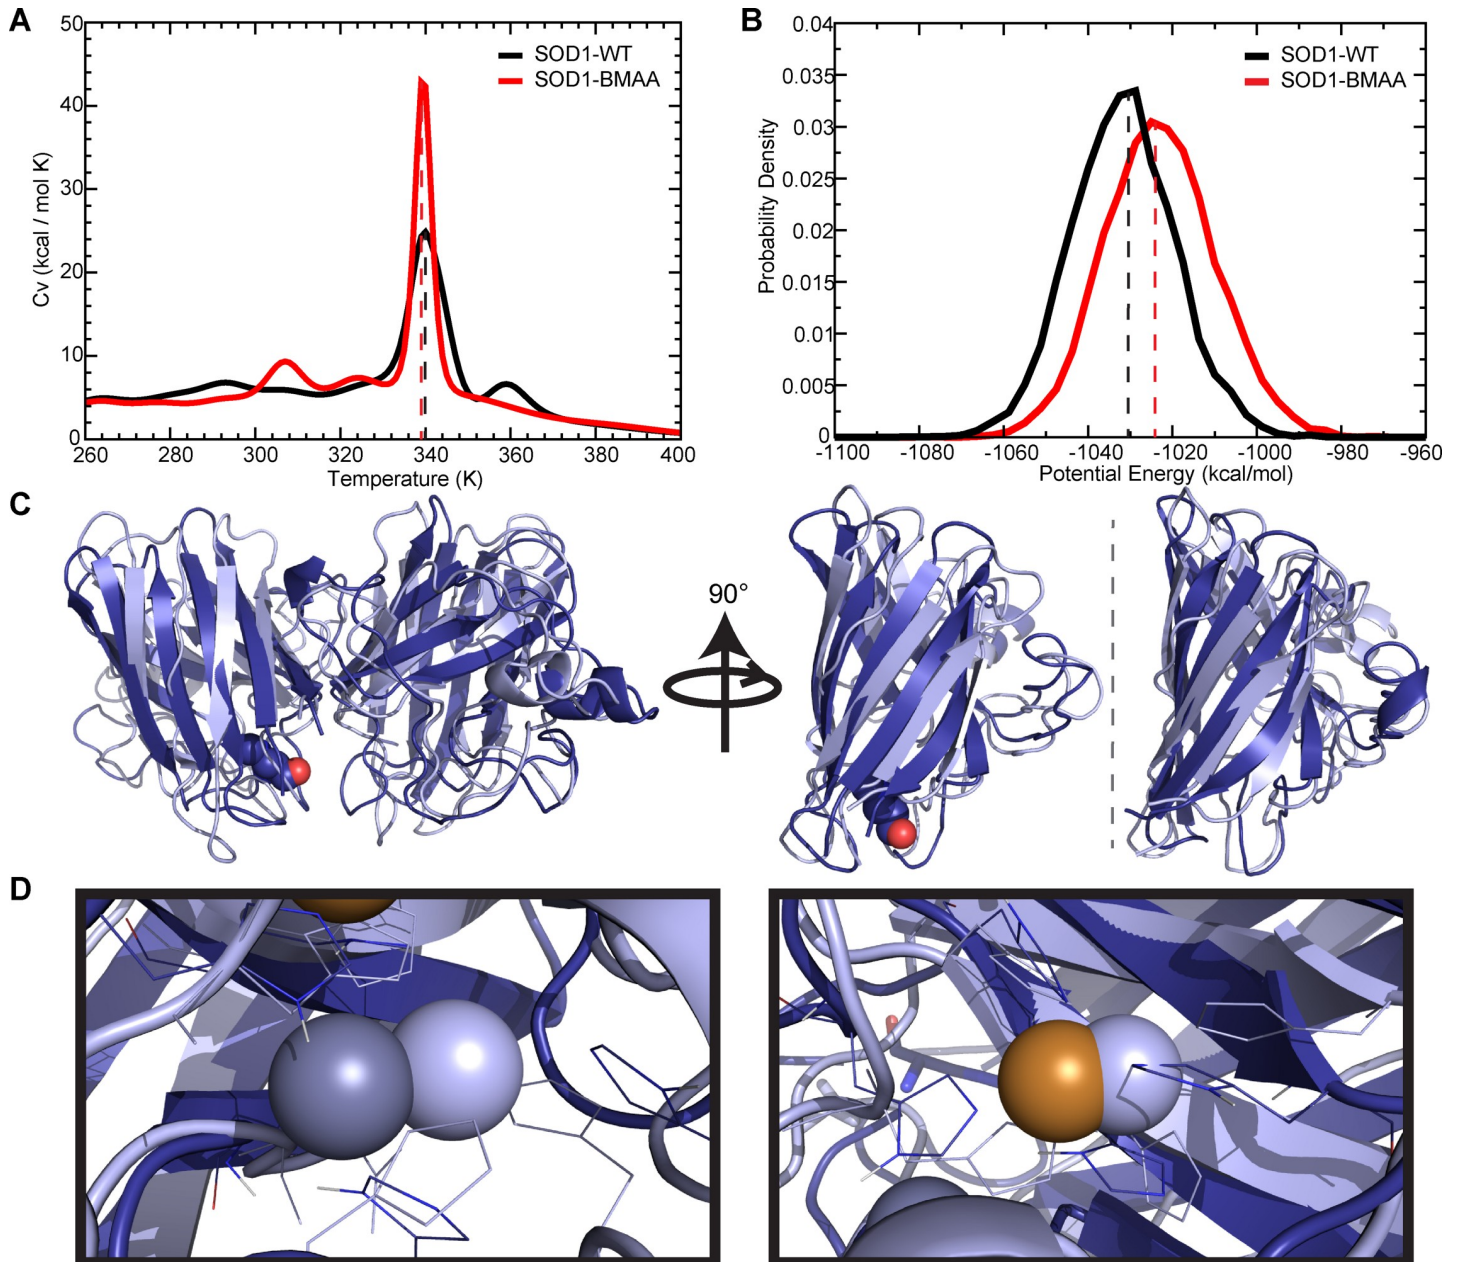 A
50
40
30
20
10
0
Cv (kcal / mol K)
SOD1-WT
SOD1-BMAA
260 280 300 320 340 360 380 400
Temperature (K)
B
0.04
0.035
0.03
0.025
0.02
0.015
0.01
0.005
0
Probability Density
SOD1-WT
SOD1-BMAA
-1100 -1080 -1060 -1040 -1020 -1000 -980 -960
Potential Energy (kcal/mol)
C
90°
D